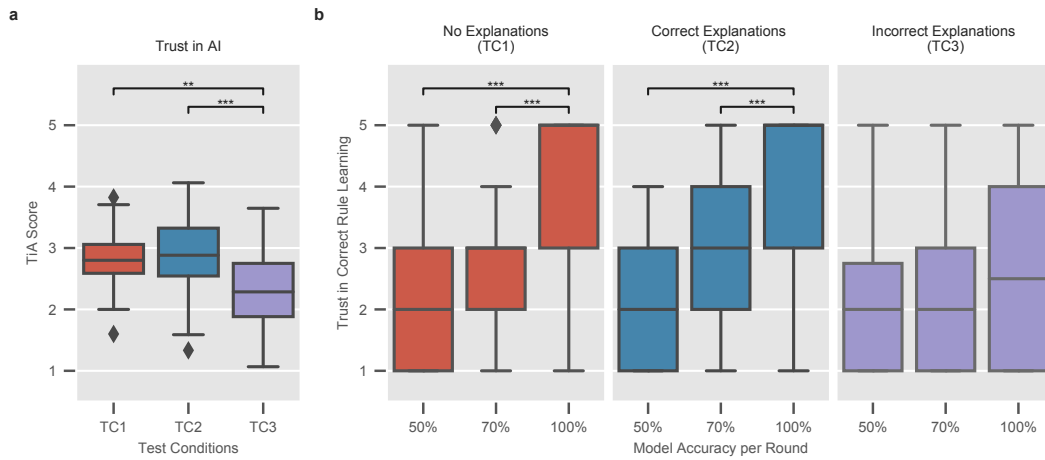 a
Trust in AI
TiA Score
5
4
3
2
1
**
***
TC1 TC2 TC3
Test Conditions
b
No Explanations
(TC1)
Correct Explanations
(TC2)
Incorrect Explanations
(TC3)
Trust in Correct Rule Learning
5
4
3
2
1
***
***
***
***
50% 70% 100%
50% 70% 100%
50% 70% 100%
Model Accuracy per Round